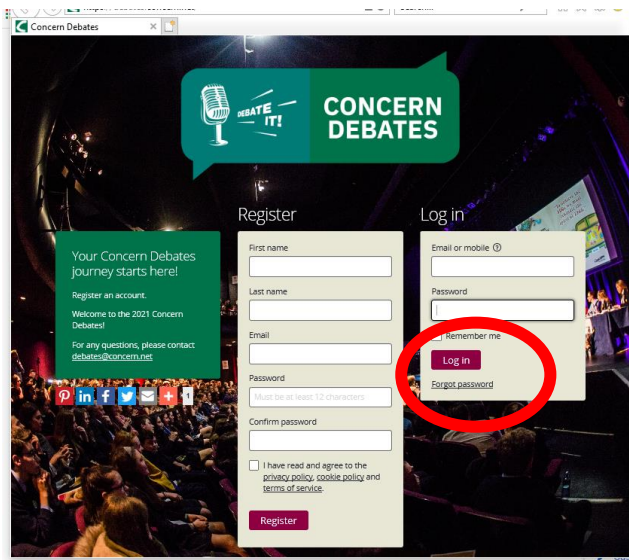 Concern Debates
DEBATE
IT!
CONCERN
DEBATES
Register
Log in
Your Concern Debates
journey starts here!
Register an account.
Welcome to the 2021 Concern
Debates!
For any questions, please contact
debates@concern.net
1
First name
Last name
Email
Password
Must be at least 12 characters
Confirm password
I have read and agree to the
privacy policy, cookie policy and
terms of service.
Register
Email or mobile
Password
Remember me
Log in
Forgot password